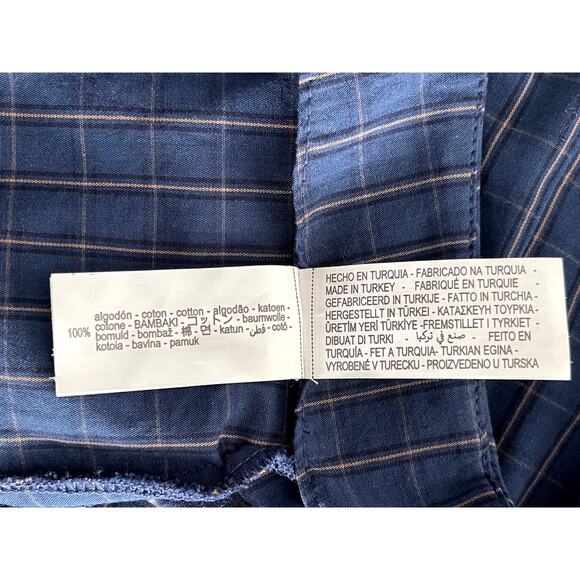 100%
algodón - coton - cotton - algodão - katoen -
cotone - BAMBAKI - コットン - baumwolle -
bomuld - bombaž - 棉 - 면 - katun - قطن - cotó -
kotoia - bavlna - pamuk
HECHO EN TURQUIA - FABRICADO NA TURQUIA -
MADE IN TURKEY - FABRIQUÉ EN TURQUIE -
GEFABRICEERD IN TURKIJE - FATTO IN TURCHIA -
HERGESTELLT IN TÜRKEI - ΚΑΤΑΣΚΕΥΗ ΤΟΥΡΚΙΑ -
ÜRETİM YERİ TÜRKİYE -FREMSTILLET I TYRKIET -
DIBUAT DI TURKI - صنع في تركيا - FEITO EN
TURQUÍA - FET A TURQUIA- TURKIAN EGINA -
VYROBENÉ V TURECKU - PROIZVEDENO U TURSKA